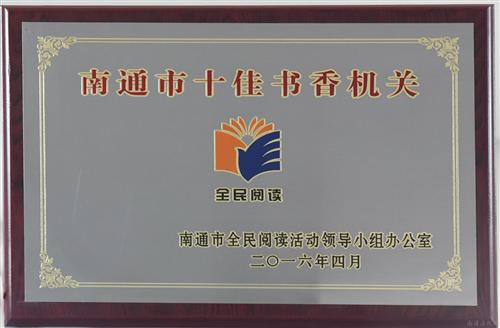 南通市十佳书香机关
全民阅读
南通市全民阅读活动领导小组办公室
二〇一六年四月